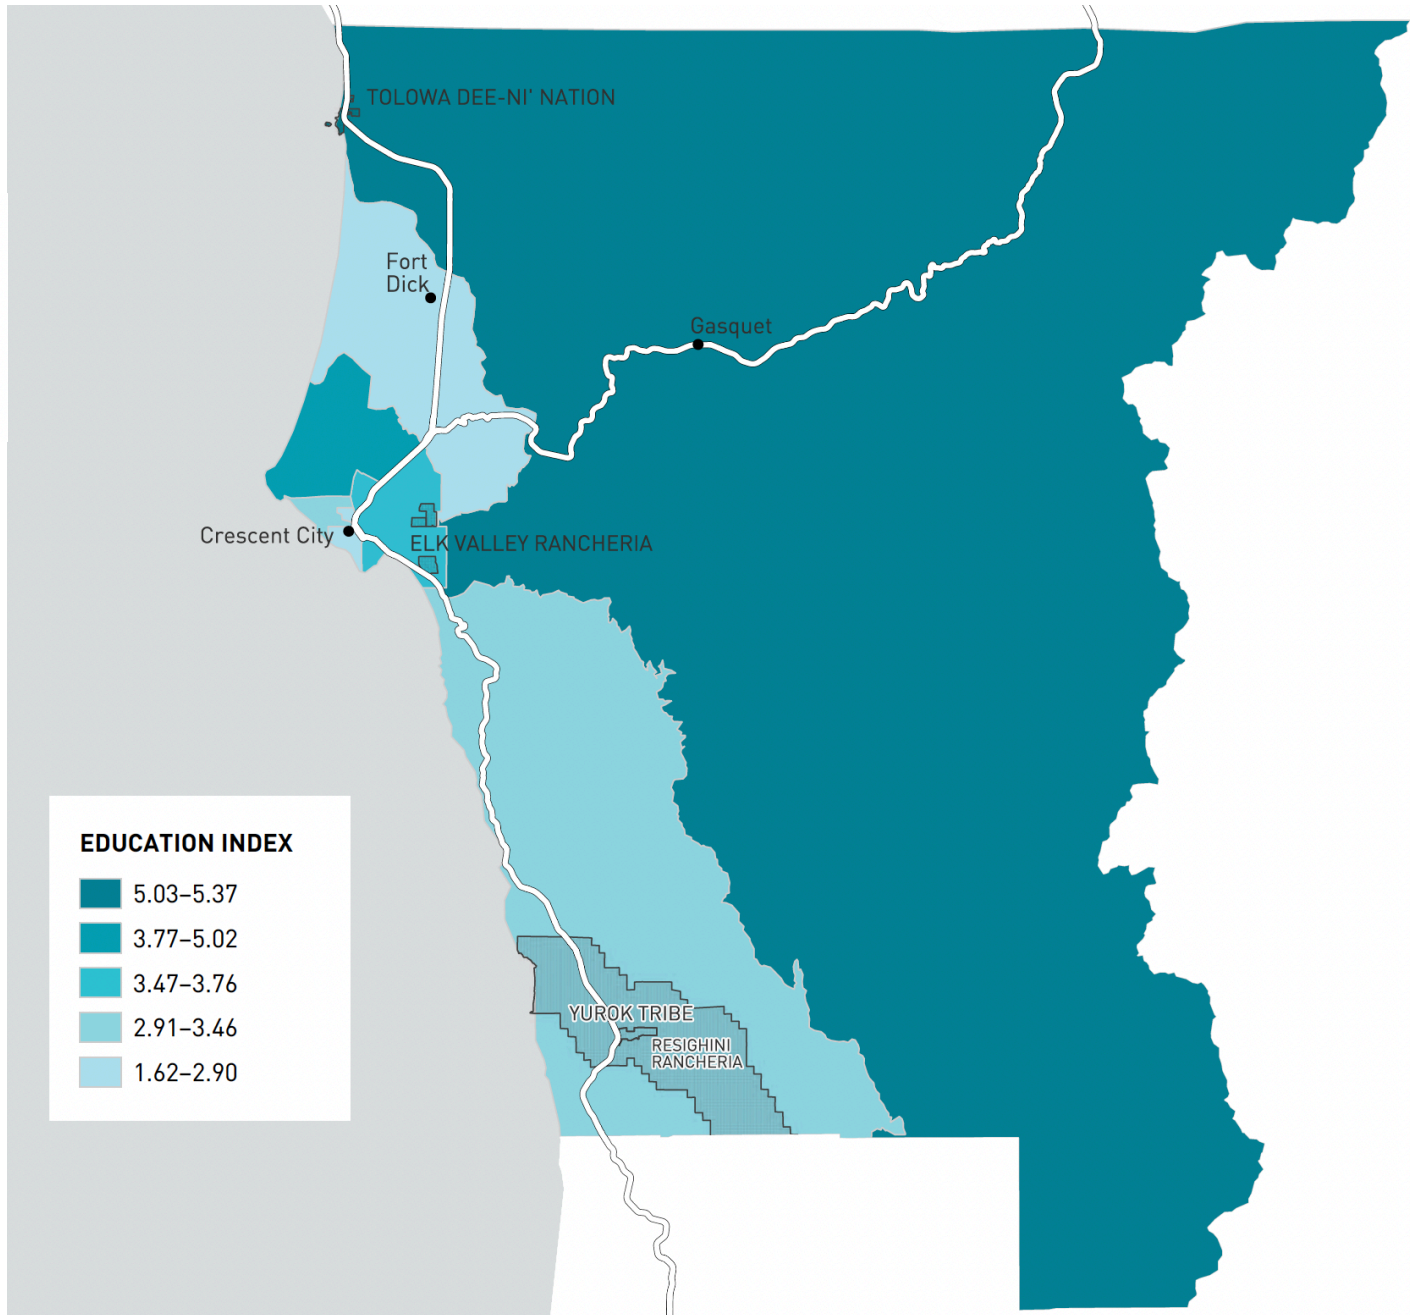 TOLOWA DEE-NI' NATION
Fort
Dick
Gasquet
Crescent City
ELK VALLEY RANCHERIA
EDUCATION INDEX
5.03–5.37
3.77–5.02
3.47–3.76
2.91–3.46
1.62–2.90
YUROK TRIBE
RESIGHINI
RANCHERIA